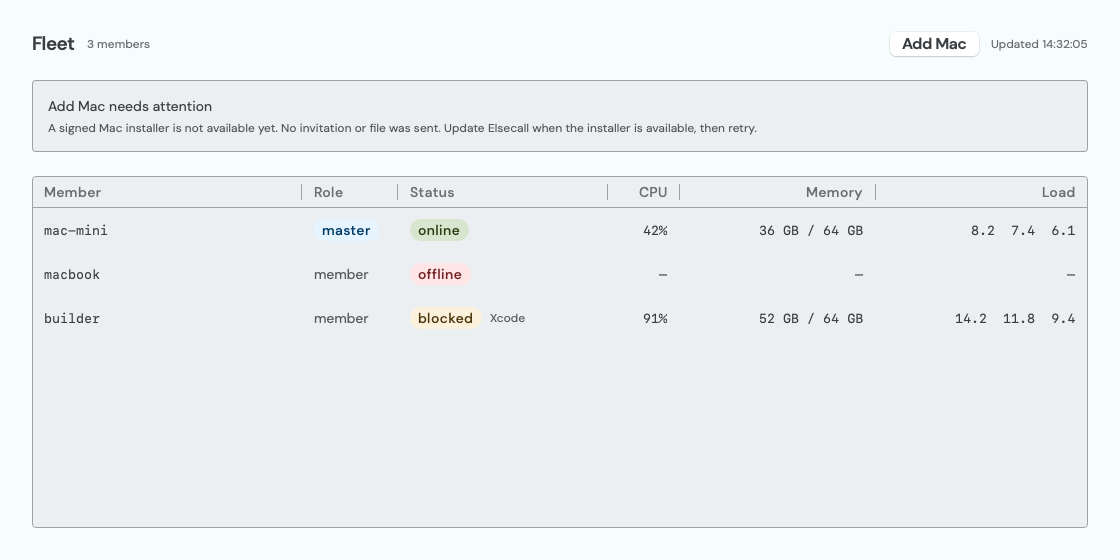 Fleet 3 members Add Mac Updated 14:32:05
Add Mac needs attention
A signed Mac installer is not available yet. No invitation or file was sent. Update Elsecall when the installer is available, then retry.
Member Role Status CPU Memory Load
mac-mini master online 42% 36 GB / 64 GB 8.2 7.4 6.1
macbook member offline — — —
builder member blocked Xcode 91% 52 GB / 64 GB 14.2 11.8 9.4